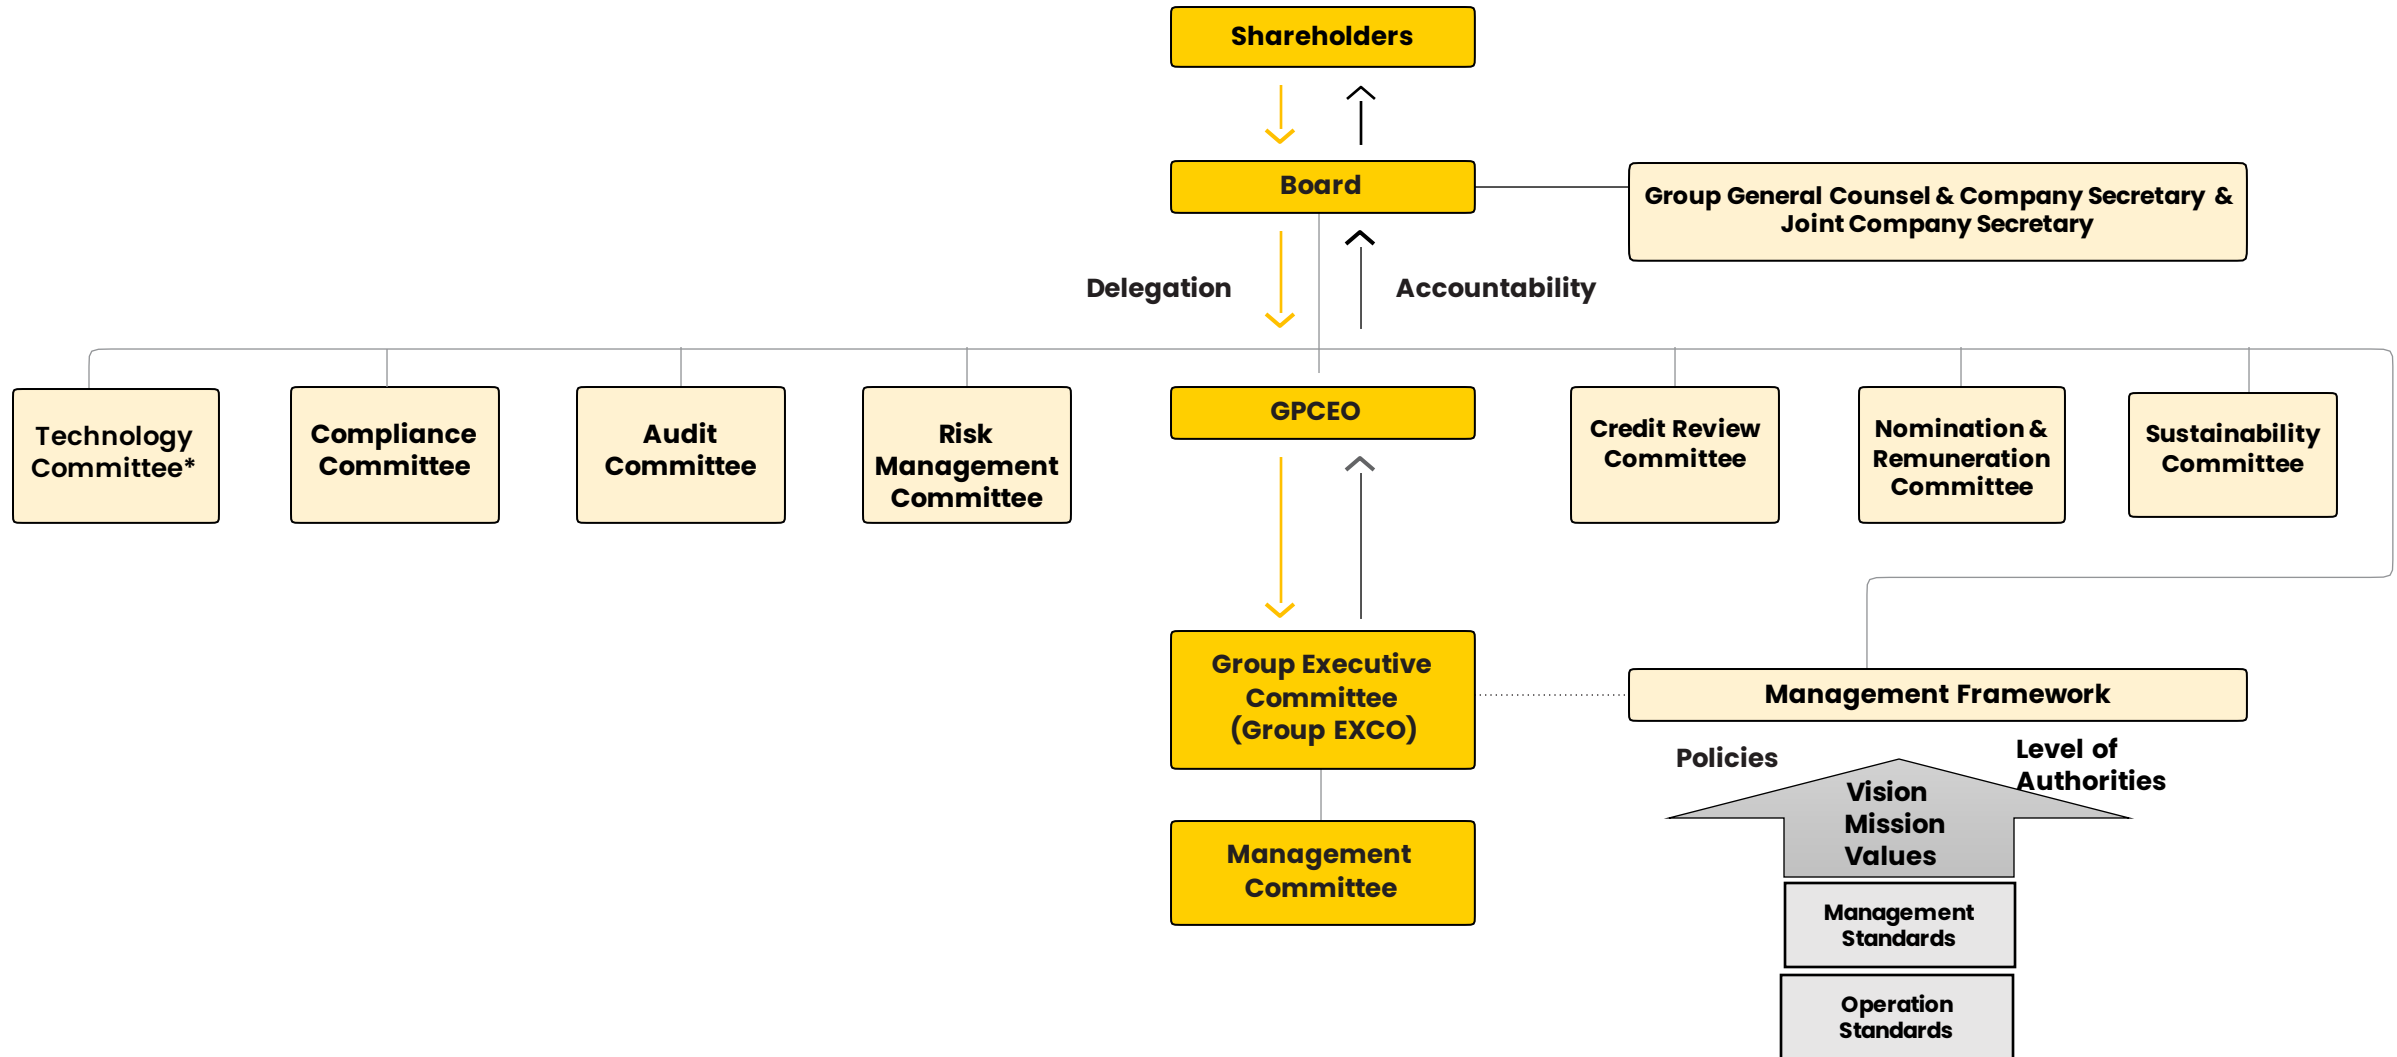 Shareholders
Board
Group General Counsel & Company Secretary &
Joint Company Secretary
Delegation
Accountability
Technology
Committee*
Compliance
Committee
Audit
Committee
Risk
Management
Committee
GPCEO
Credit Review
Committee
Nomination &
Remuneration
Committee
Sustainability
Committee
Group Executive
Committee
(Group EXCO)
Management Framework
Policies
Level of
Authorities
Vision
Mission
Values
Management
Committee
Management
Standards
Operation
Standards